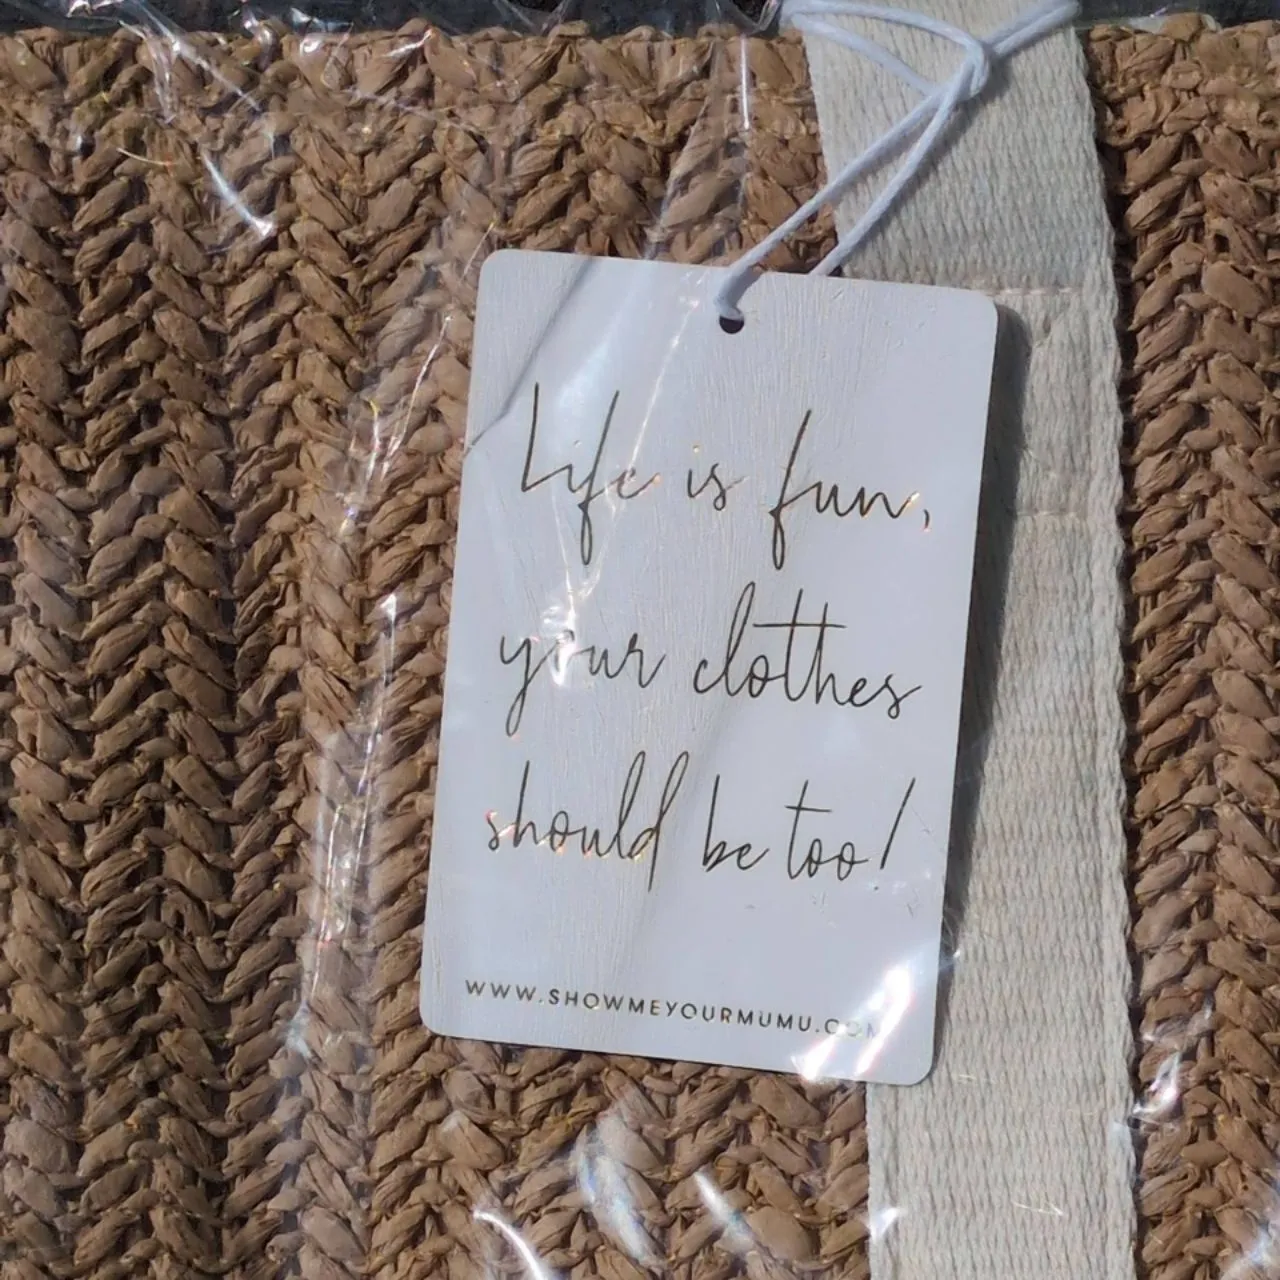 Life is fun,
your clothes
should be too!
WWW.SHOWMEYOURMUMU.COM